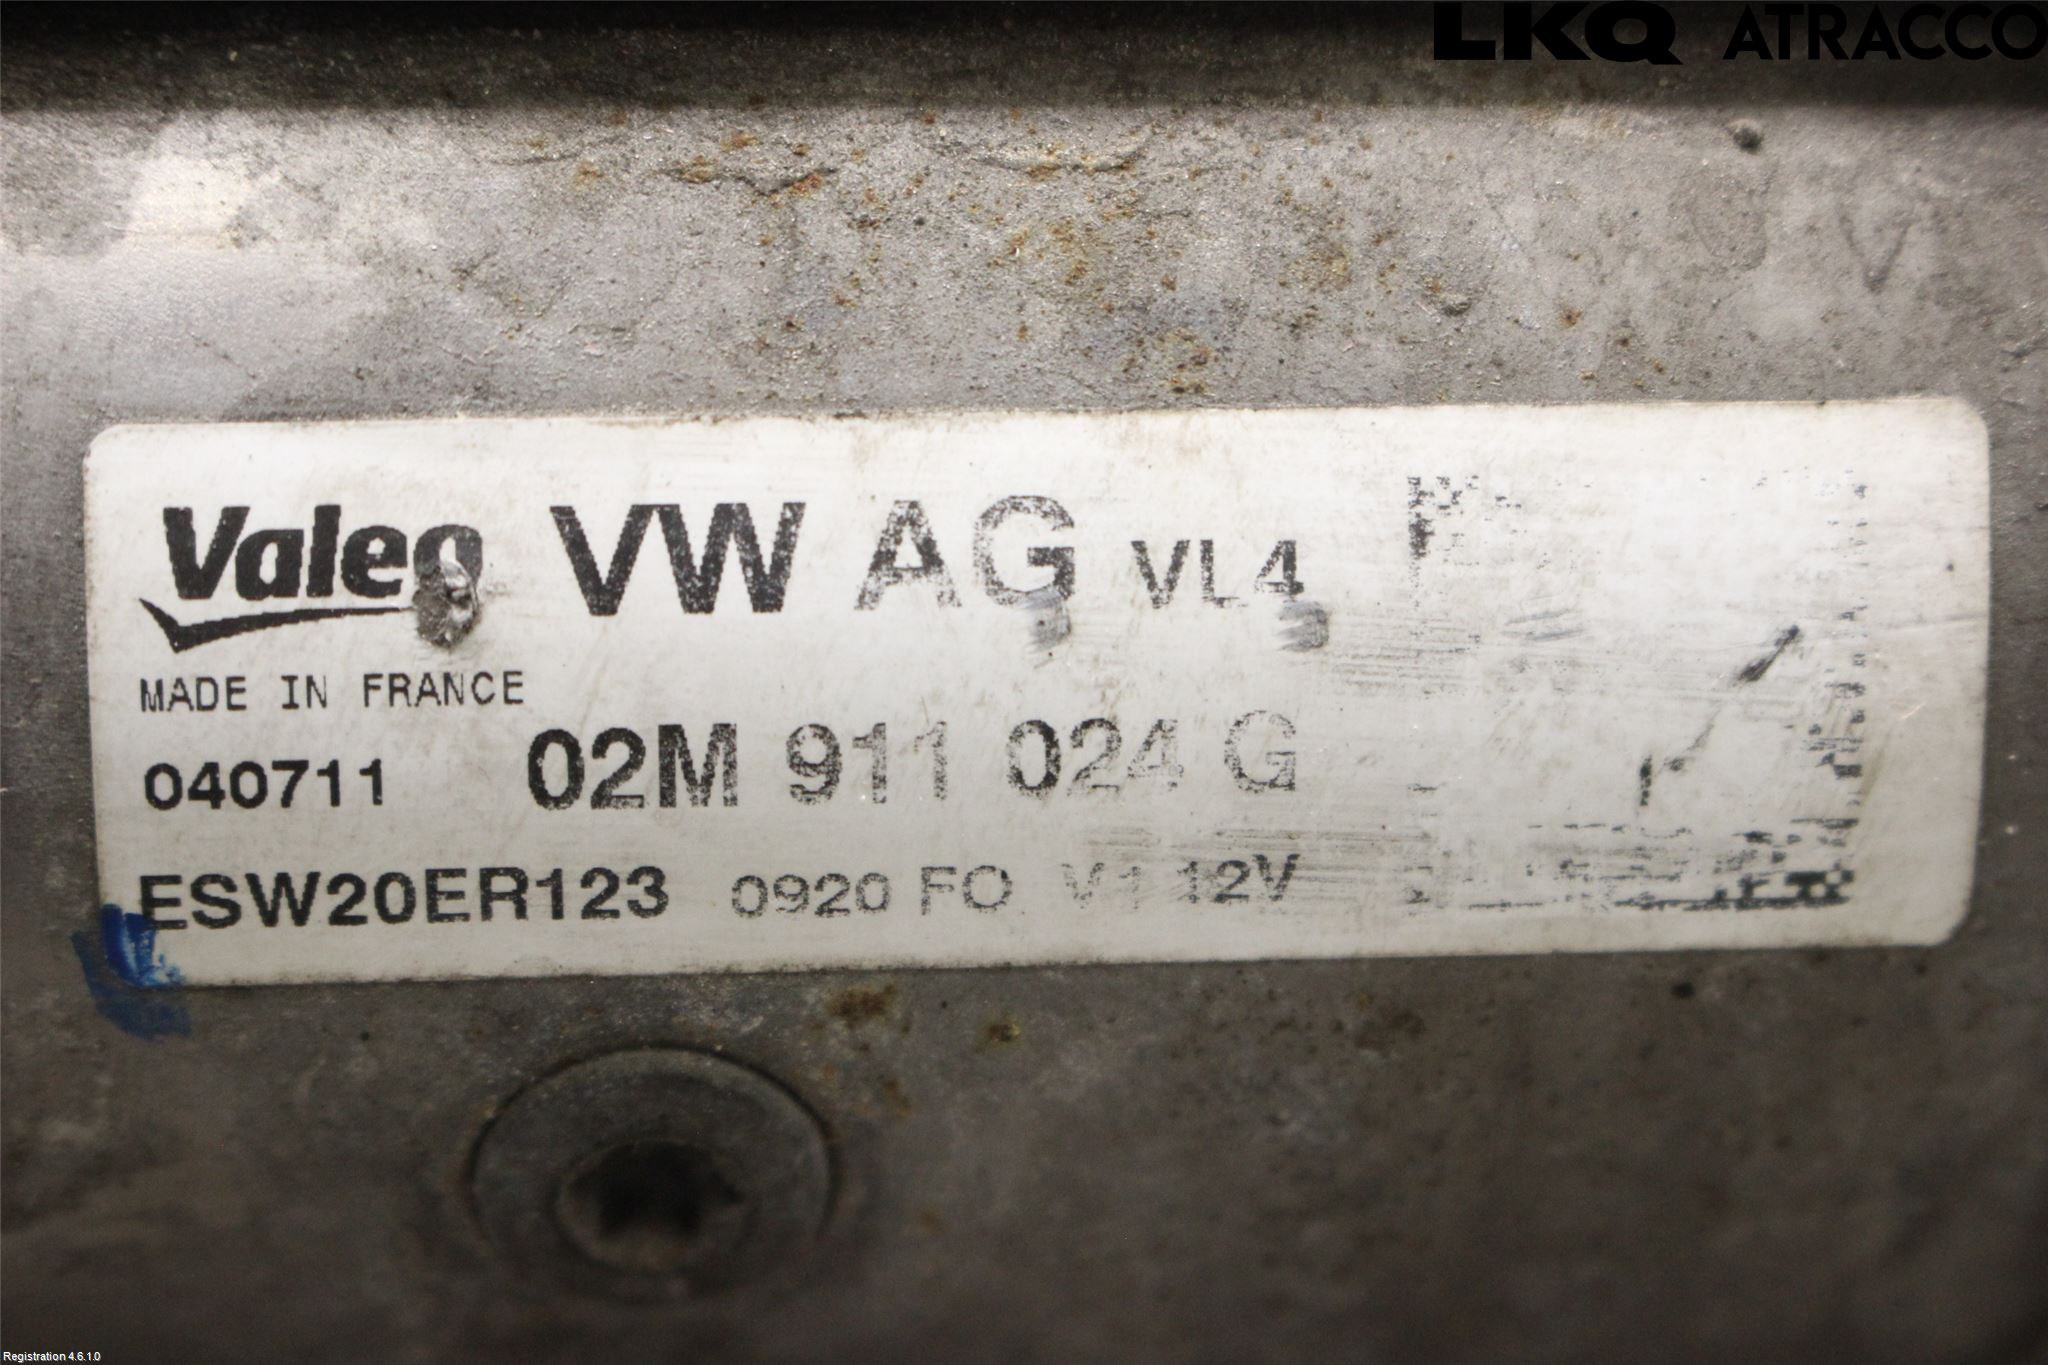 LKQ ATRACCO
Valeo VW AG VL4
MADE IN FRANCE
040711 02M 911 024 G
ESW20ER123 0920 FO V1 12V
Registration 4.6.1.0